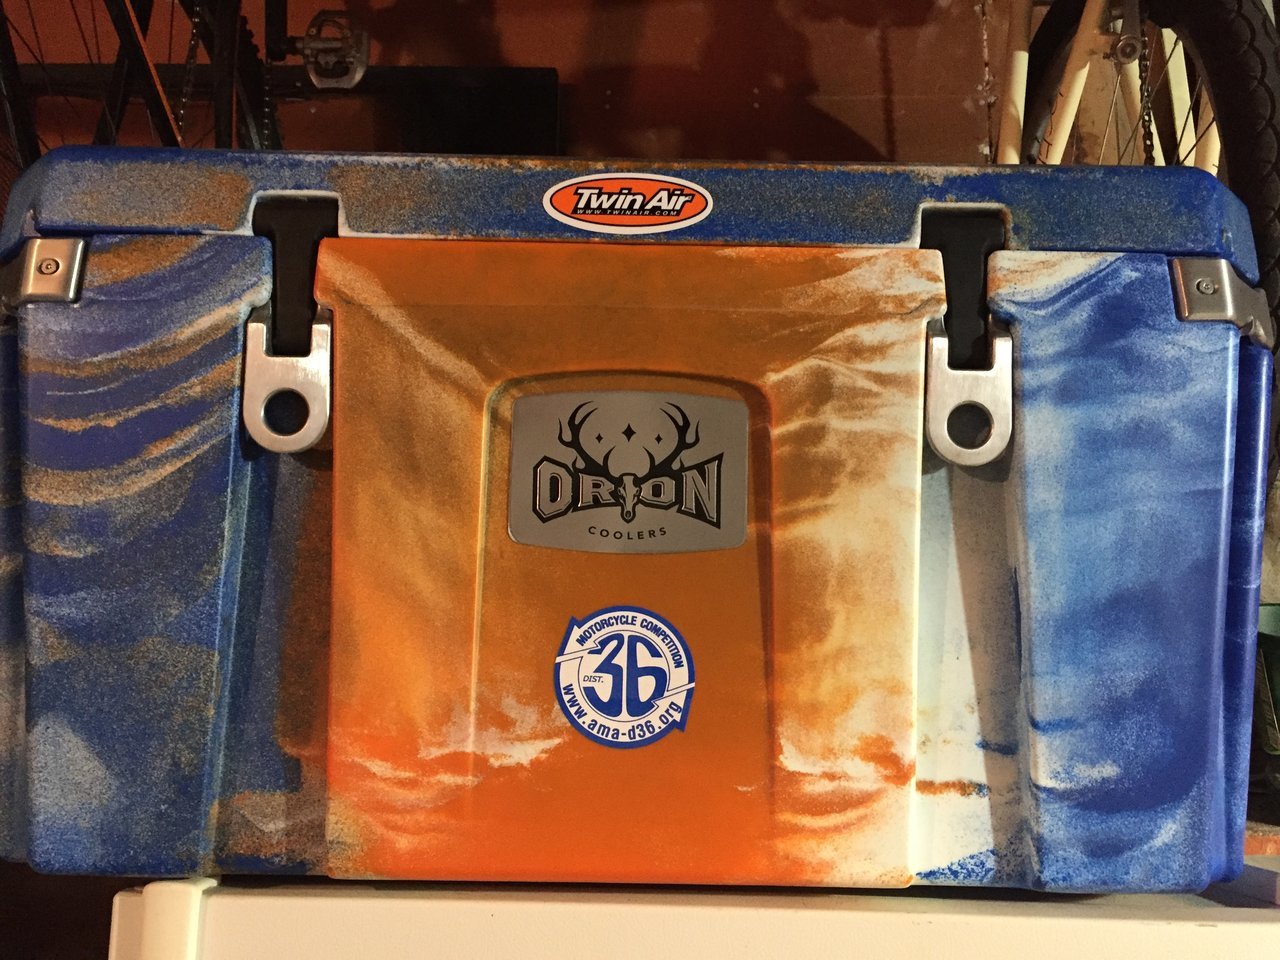 Twin Air
WWW.TWINAIR.COM
ORION
COOLERS
MOTORCYCLE COMPETITION
DIST. 36
www.ama-d36.org